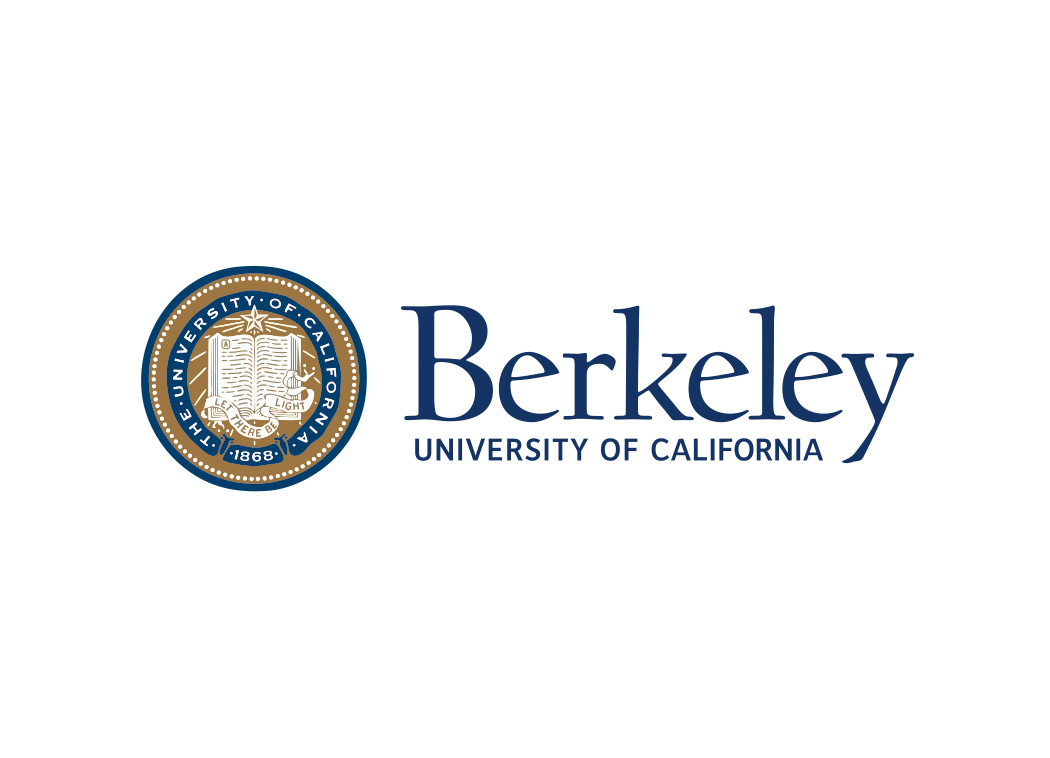 THE·UNIVERSITY·OF·CALIFORNIA
A
LET THERE BE LIGHT
·1868·
Berkeley
UNIVERSITY OF CALIFORNIA